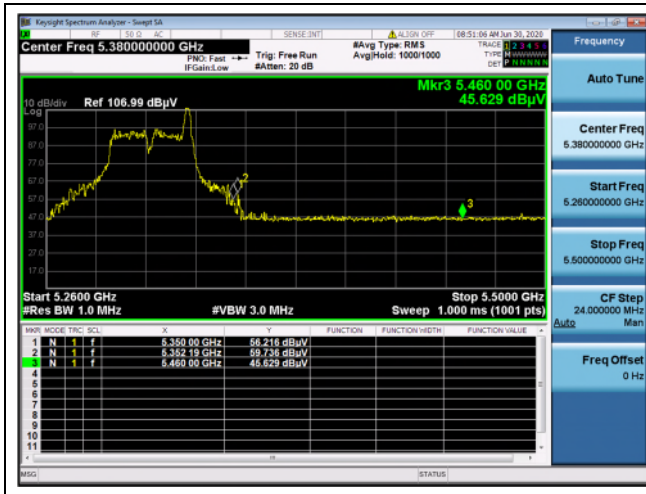 Keysight Spectrum Analyzer - Swept SA
RF 50 Ω AC SENSE:INT ALIGN OFF 08:51:06 AM Jun 30, 2020
Center Freq 5.380000000 GHz
PNO: Fast
IFGain:Low
Trig: Free Run
#Atten: 20 dB
#Avg Type: RMS
Avg|Hold: 1000/1000
TRACE 1 2 3 4 5 6
TYPE M W W W W W
DET P N N N N N
Mkr3 5.460 00 GHz
45.629 dBµV
10 dB/div Ref 106.99 dBµV
Log
97.0
87.0
77.0
67.0
57.0
47.0
37.0
27.0
17.0
2
3
Start 5.2600 GHz Stop 5.5000 GHz
#Res BW 1.0 MHz #VBW 3.0 MHz Sweep 1.000 ms (1001 pts)
MKR MODE TRC SCL X Y FUNCTION FUNCTION WIDTH FUNCTION VALUE
1 N 1 f 5.350 00 GHz 56.216 dBµV
2 N 1 f 5.352 19 GHz 59.736 dBµV
3 N 1 f 5.460 00 GHz 45.629 dBµV
4
5
6
7
8
9
10
11
MSG STATUS
Frequency
Auto Tune
Center Freq
5.380000000 GHz
Start Freq
5.260000000 GHz
Stop Freq
5.500000000 GHz
CF Step
24.000000 MHz
Auto Man
Freq Offset
0 Hz